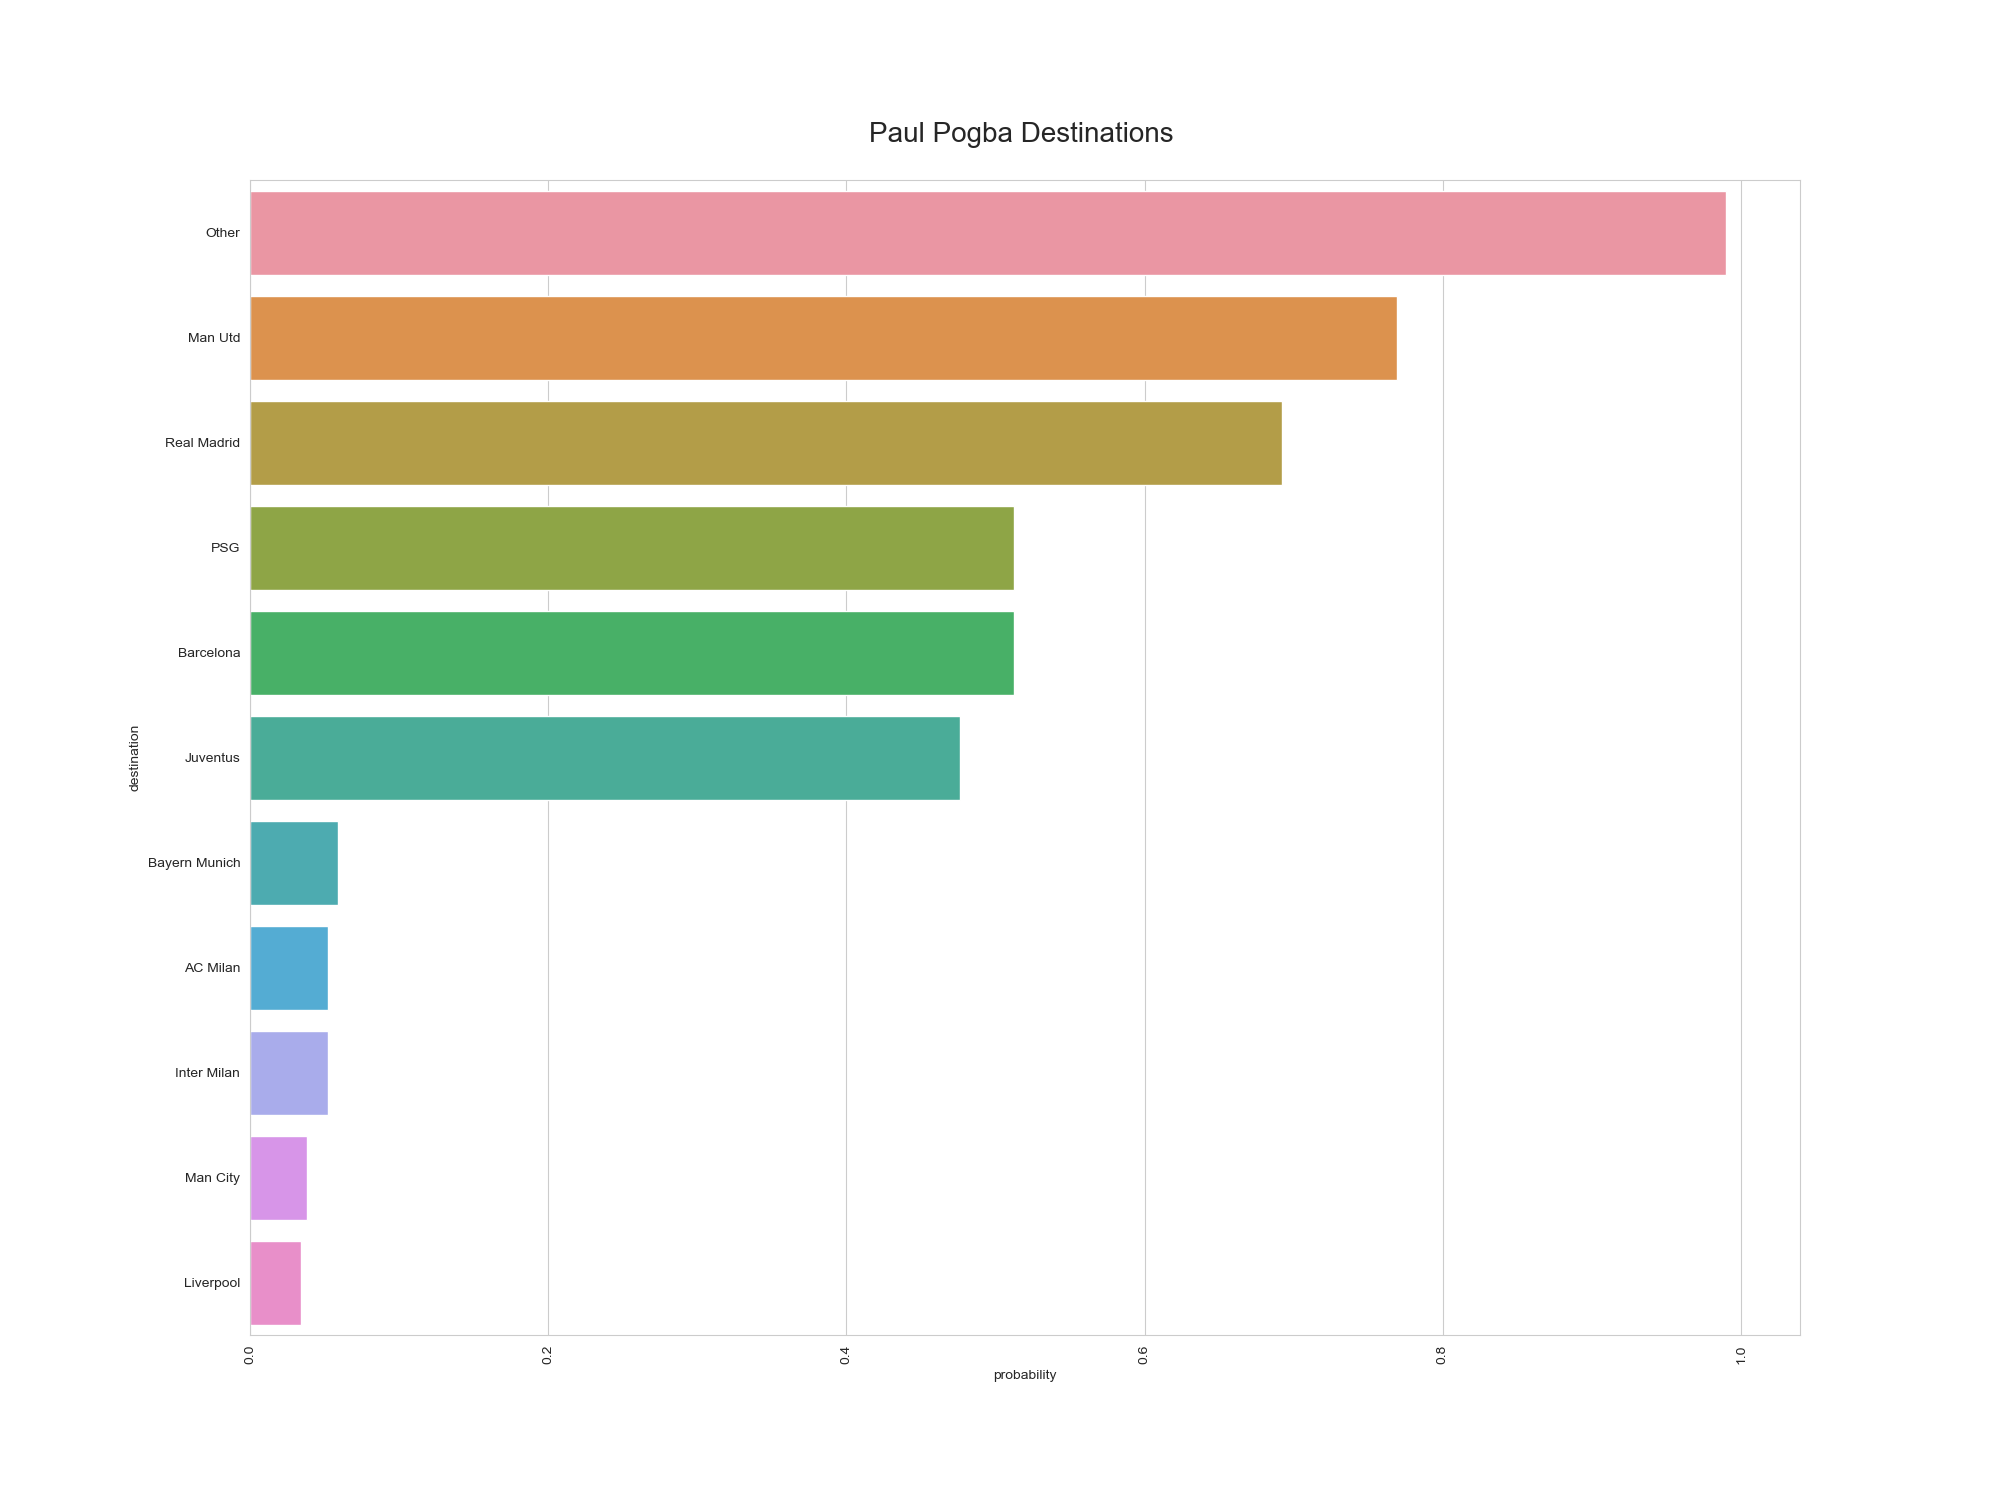 Paul Pogba Destinations
Other
Man Utd
Real Madrid
PSG
Barcelona
Juventus
Bayern Munich
AC Milan
Inter Milan
Man City
Liverpool
destination
0.0
0.2
0.4
0.6
0.8
1.0
probability